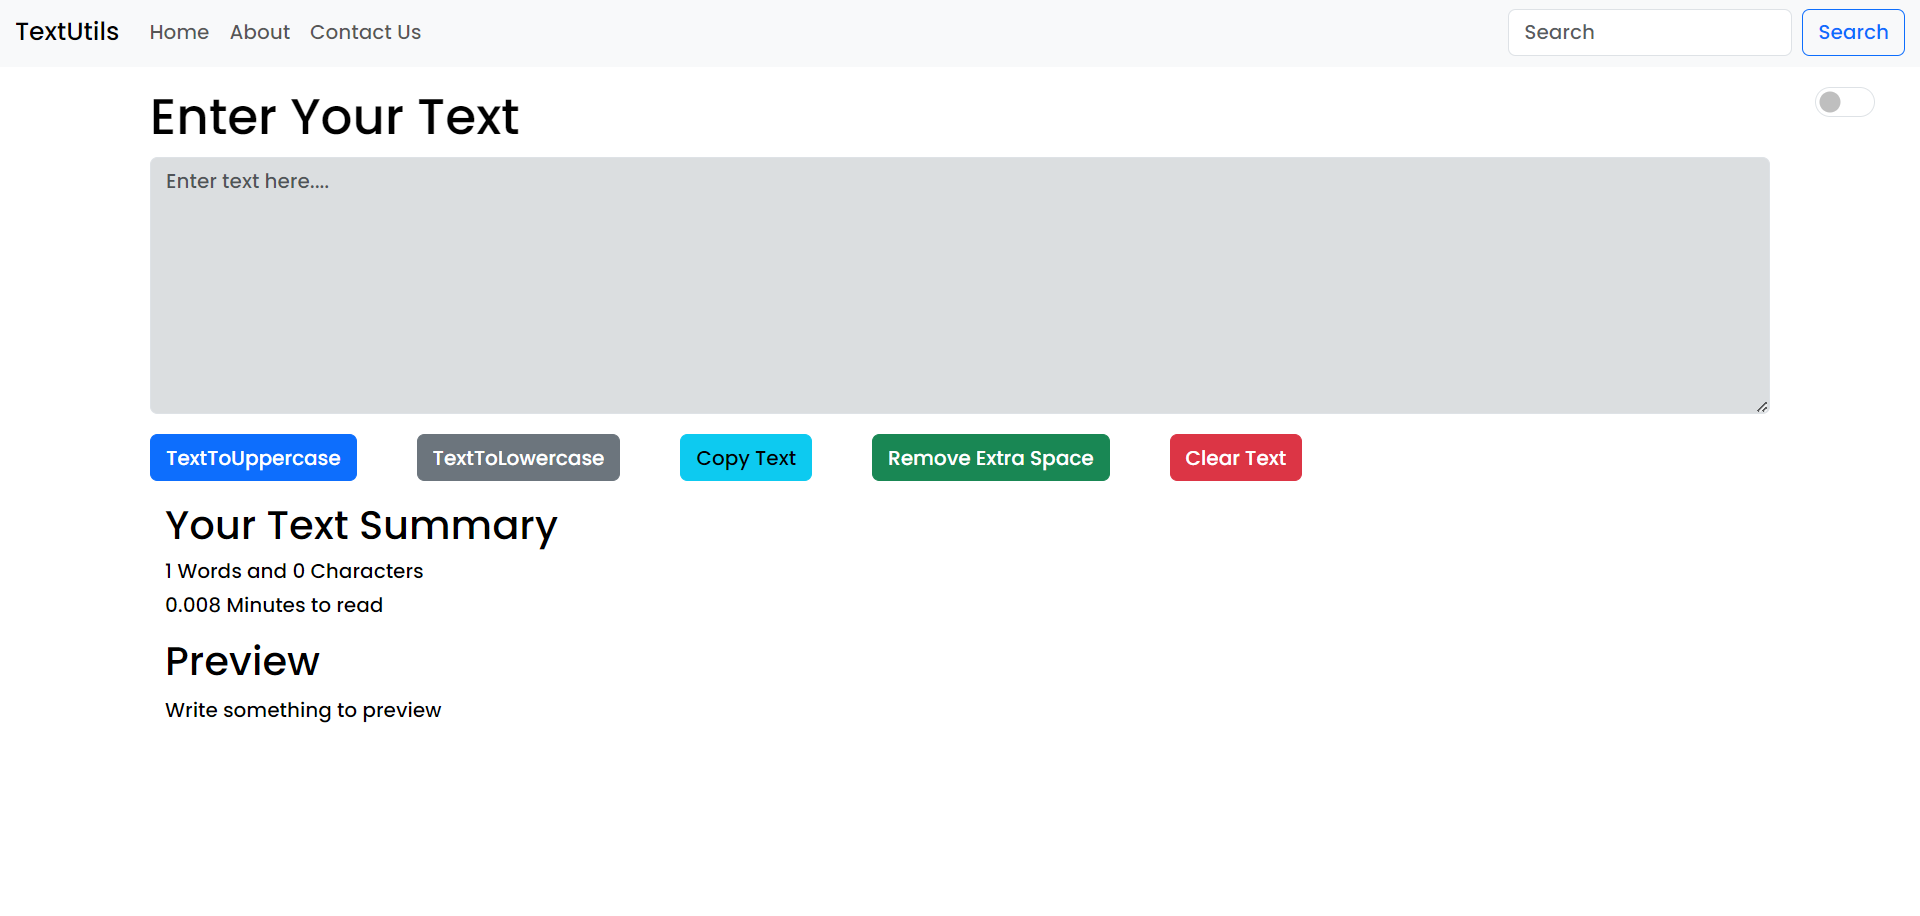 TextUtils Home About Contact Us Search Search
Enter Your Text
Enter text here....
TextToUppercase TextToLowercase Copy Text Remove Extra Space Clear Text
Your Text Summary
1 Words and 0 Characters
0.008 Minutes to read
Preview
Write something to preview